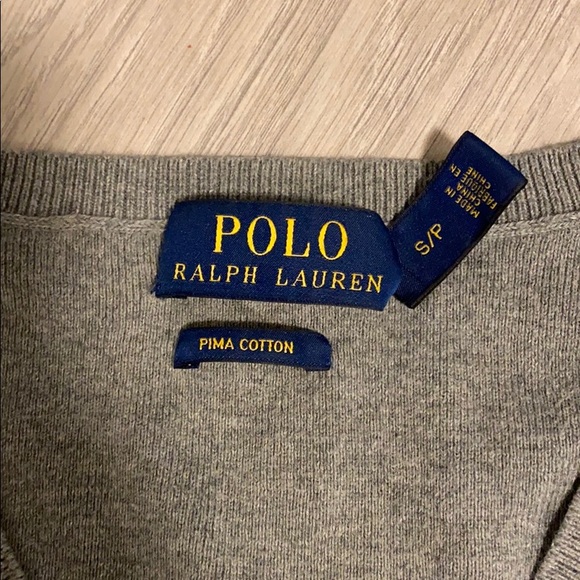 POLO
RALPH LAUREN
PIMA COTTON
S/P
MADE IN
CHINA
FABRIQUÉ EN
CHINE